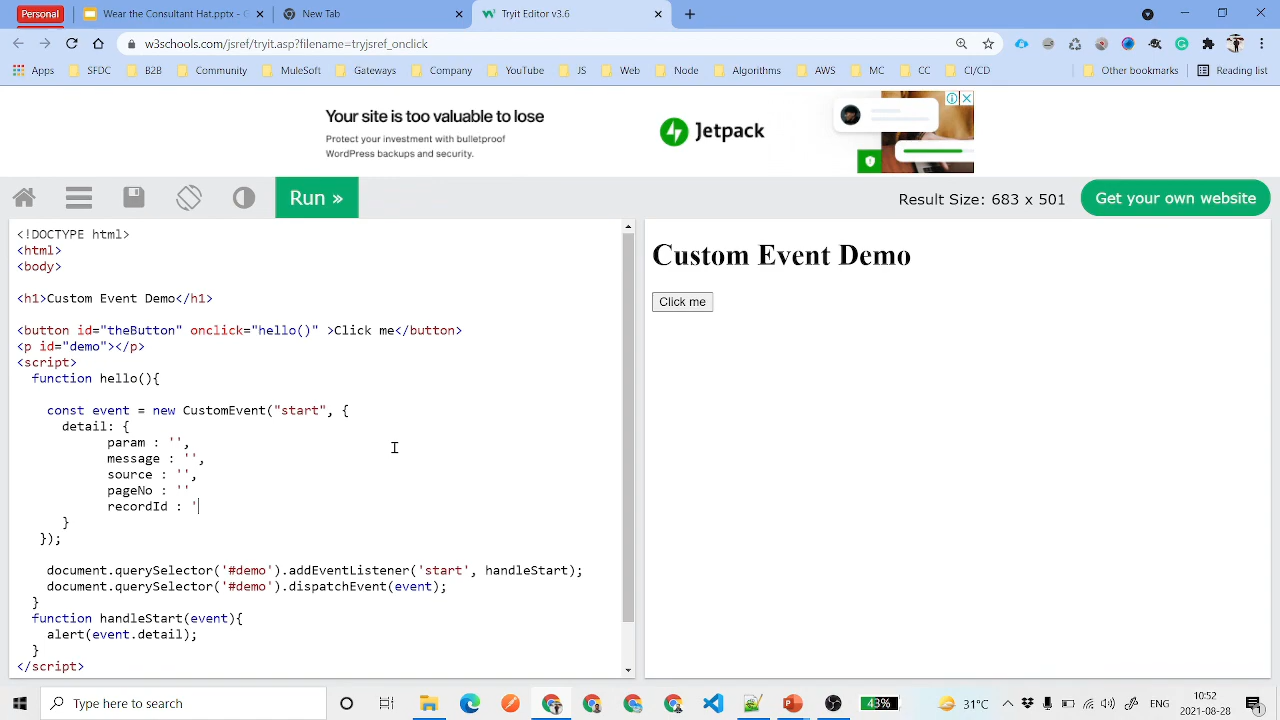 Personal
Wear the Conquest Hat.pptx - G
New Tab
Tryit Editor v3.6
w3schools.com/jsref/tryit.asp?filename=tryjsref_onclick
Apps SFDC B2B Community MuleSoft Gateways Company YouTube JS Web Node Algorithms AWS MC CC CI/CD Other bookmarks Reading list
Your site is too valuable to lose
Protect your investment with bulletproof
WordPress backups and security.
Jetpack
Run »
Result Size: 683 x 501
Get your own website
<!DOCTYPE html>
<html>
<body>
<h1>Custom Event Demo</h1>
<button id="theButton" onclick="hello()" >Click me</button>
<p id="demo"></p>
<script>
function hello(){
const event = new CustomEvent("start", {
detail: {
param : '',
message : '',
source : '',
pageNo : ''
recordId : '
}
});
document.querySelector('#demo').addEventListener('start', handleStart);
document.querySelector('#demo').dispatchEvent(event);
}
function handleStart(event){
alert(event.detail);
}
</script>
Custom Event Demo
Click me
Type here to search
43%
31°C
ENG
10:52
2021-08-28